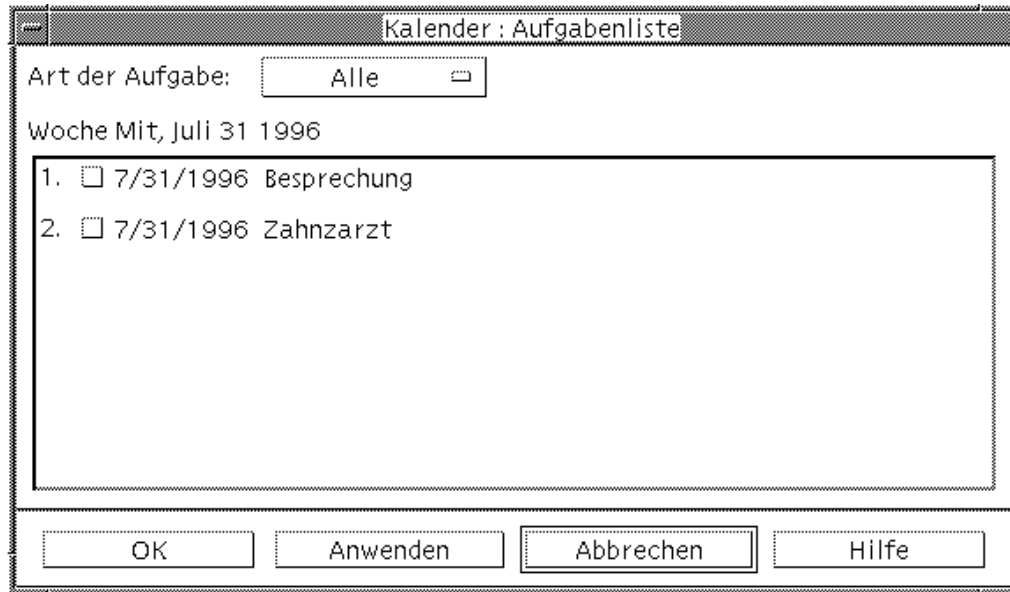 Kalender : Aufgabenliste
Art der Aufgabe: Alle
Woche Mit, Juli 31 1996
1. 7/31/1996 Besprechung
2. 7/31/1996 Zahnzarzt
OK Anwenden Abbrechen Hilfe